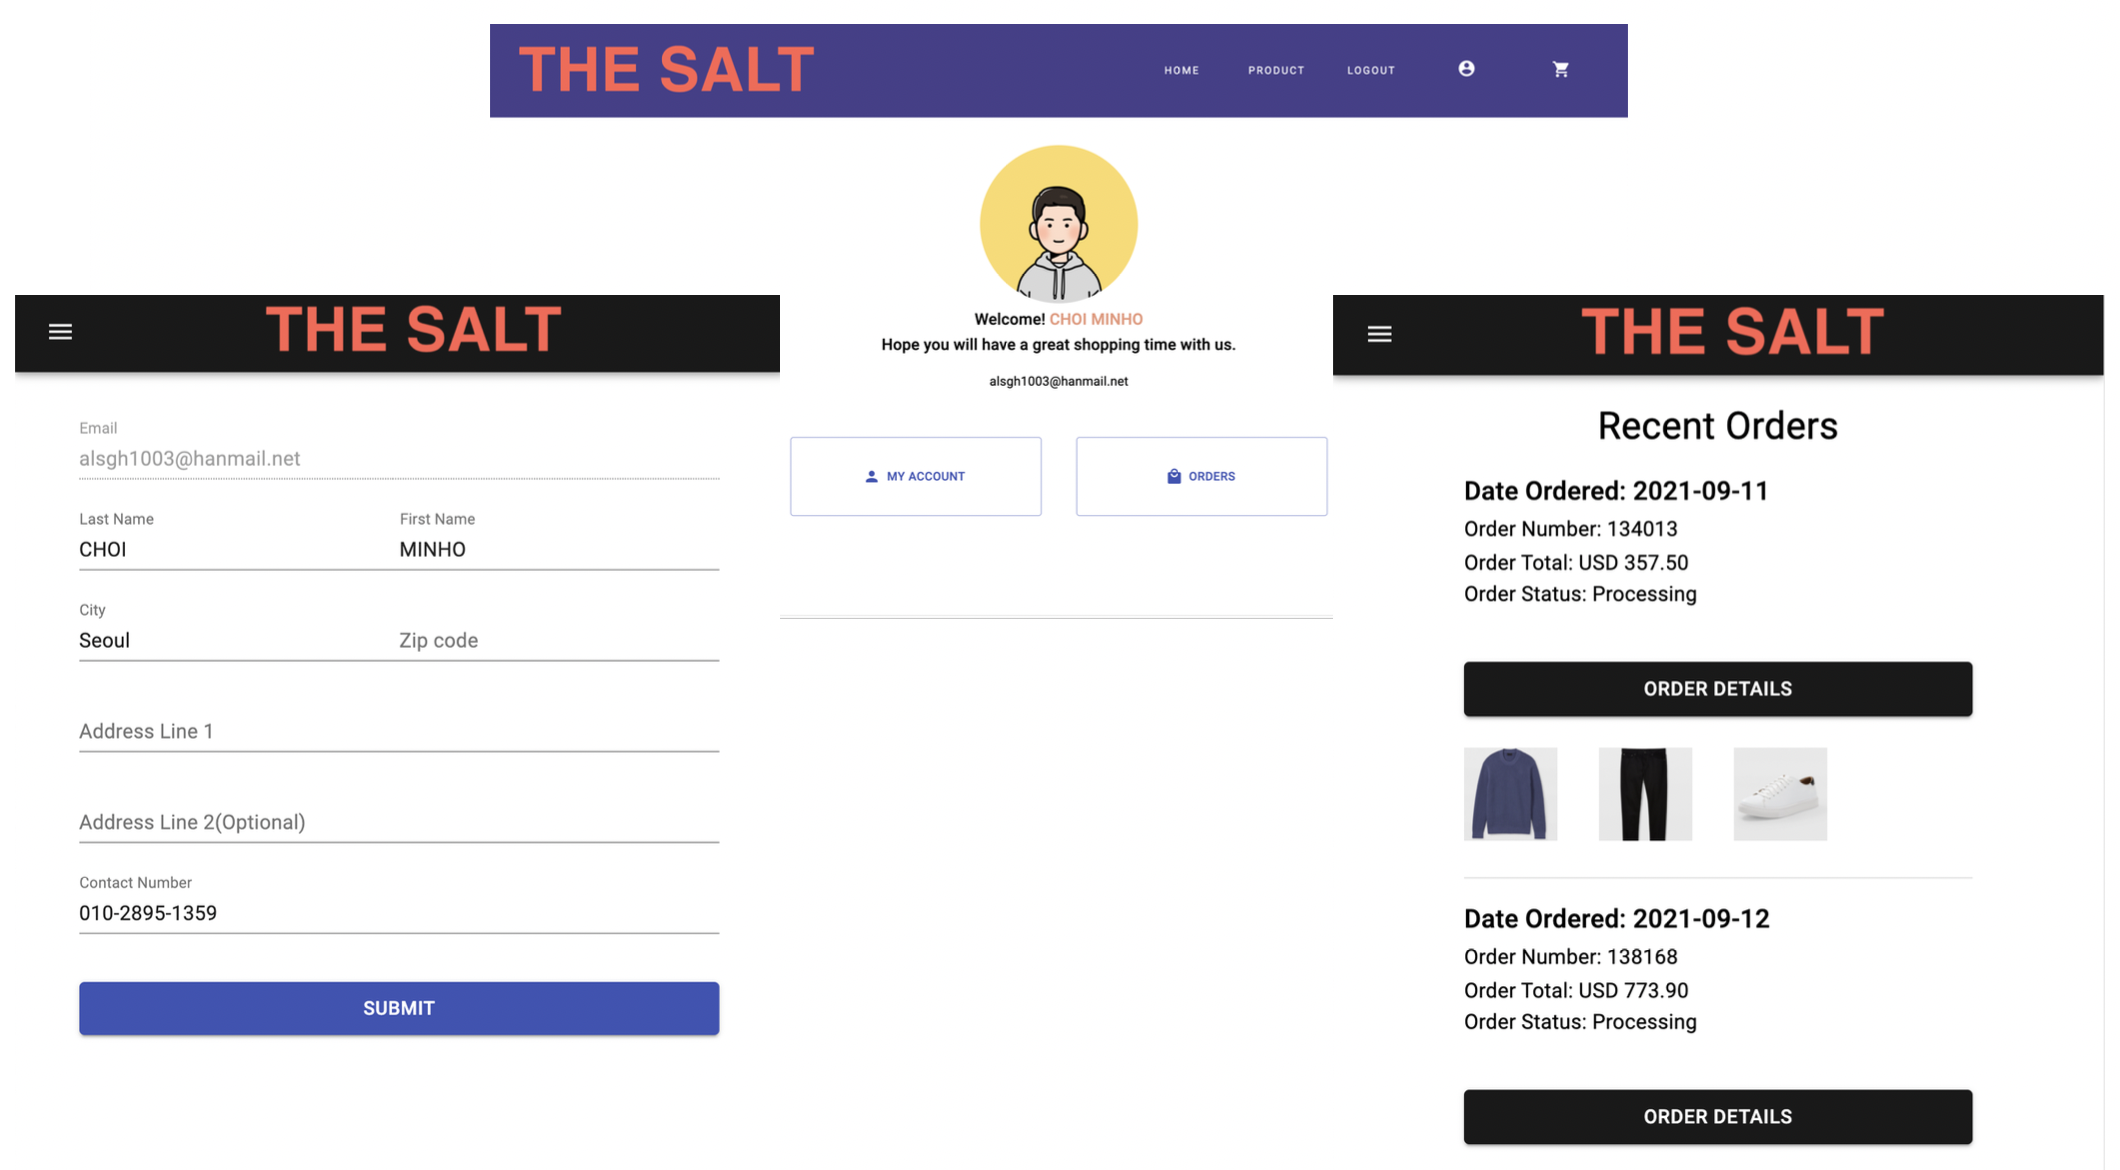 THE SALT
HOME PRODUCT LOGOUT
Welcome! CHOI MINHO
Hope you will have a great shopping time with us.
alsgh1003@hanmail.net
MY ACCOUNT
ORDERS
THE SALT
Email
alsgh1003@hanmail.net
Last Name First Name
CHOI MINHO
City
Seoul Zip code
Address Line 1
Address Line 2(Optional)
Contact Number
010-2895-1359
SUBMIT
THE SALT
Recent Orders
Date Ordered: 2021-09-11
Order Number: 134013
Order Total: USD 357.50
Order Status: Processing
ORDER DETAILS
Date Ordered: 2021-09-12
Order Number: 138168
Order Total: USD 773.90
Order Status: Processing
ORDER DETAILS